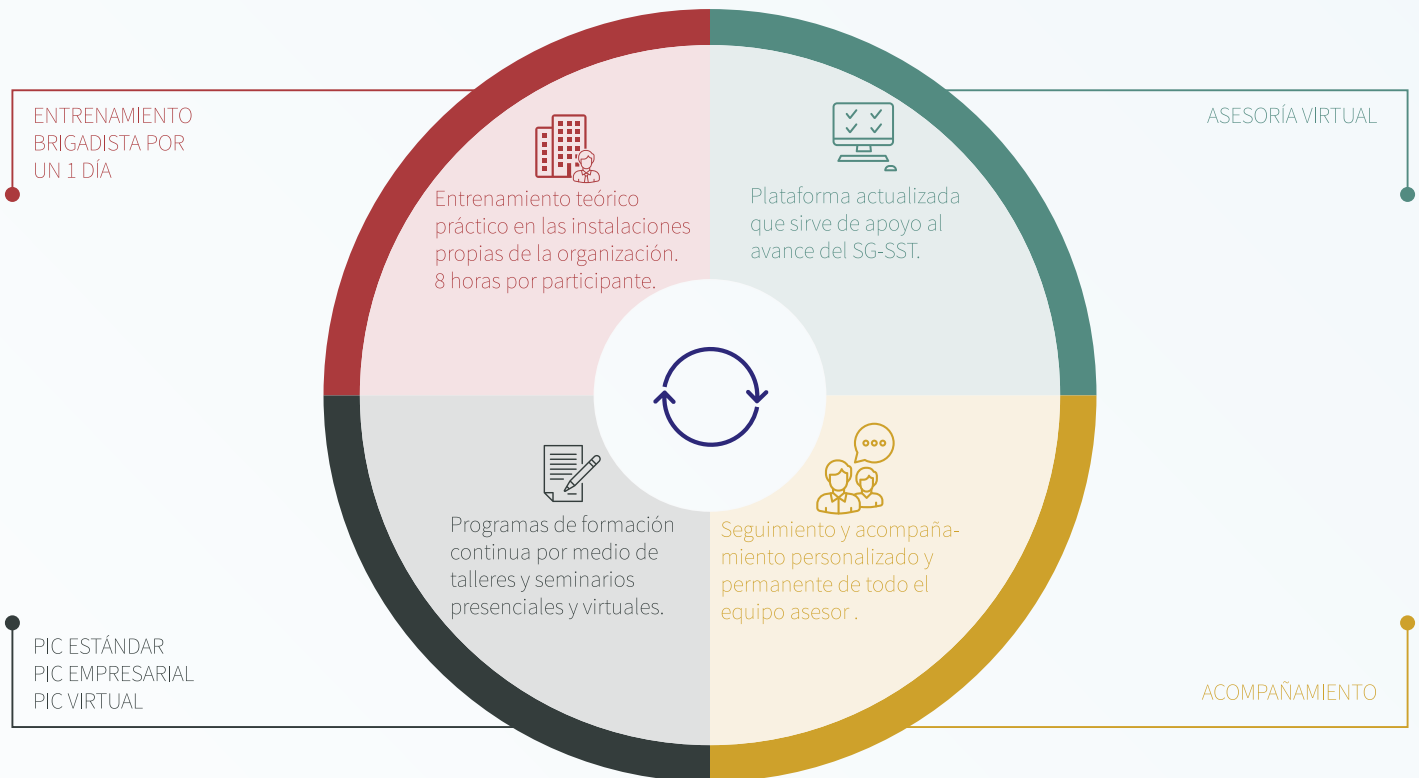 ENTRENAMIENTO
BRIGADISTA POR
UN 1 DÍA
Entrenamiento teórico
práctico en las instalaciones
propias de la organización.
8 horas por participante.
Plataforma actualizada
que sirve de apoyo al
avance del SG-SST.
ASESORÍA VIRTUAL
PIC ESTÁNDAR
PIC EMPRESARIAL
PIC VIRTUAL
Programas de formación
continua por medio de
talleres y seminarios
presenciales y virtuales.
Seguimiento y acompaña-
miento personalizado y
permanente de todo el
equipo asesor .
ACOMPAÑAMIENTO